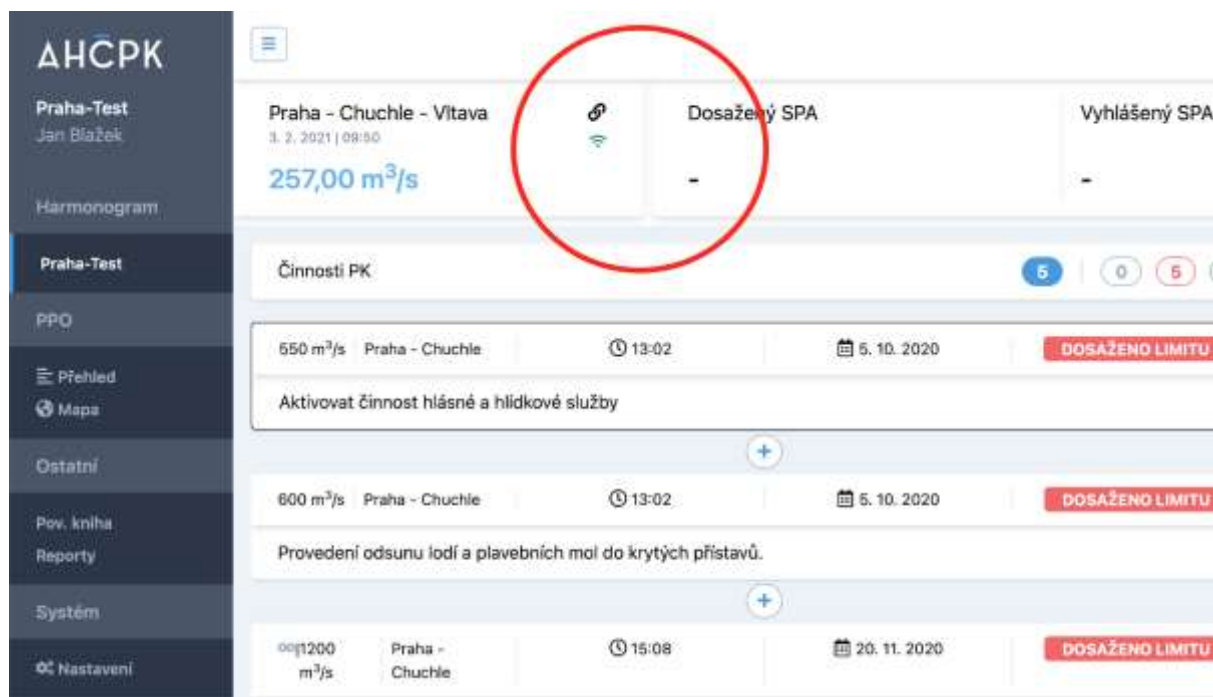 AHČPK
Praha-Test
Jan Blažek
Harmonogram
Praha-Test
PPO
Přehled
Mapa
Ostatní
Pov. kniha
Reporty
Systém
Nastavení
Praha - Chuchle - Vltava
3. 2. 2021 | 09:50
257,00 m³/s
Dosažený SPA
-
Vyhlášený SPA
-
Činnosti PK
5 0 5
550 m³/s Praha - Chuchle 13:02 5. 10. 2020 DOSAŽENO LIMITU
Aktivovat činnost hlásné a hlídkové služby
+
600 m³/s Praha - Chuchle 13:02 5. 10. 2020 DOSAŽENO LIMITU
Provedení odsunu lodí a plavebních mol do krytých přístavů.
+
1200 m³/s Praha - Chuchle 15:08 20. 11. 2020 DOSAŽENO LIMITU